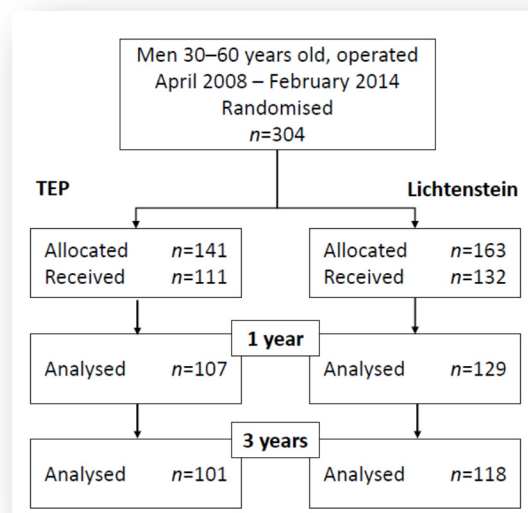 Men 30–60 years old, operated
April 2008 – February 2014
Randomised
n=304
TEP
Lichtenstein
Allocated n=141
Received n=111
Allocated n=163
Received n=132
1 year
Analysed n=107
Analysed n=129
3 years
Analysed n=101
Analysed n=118